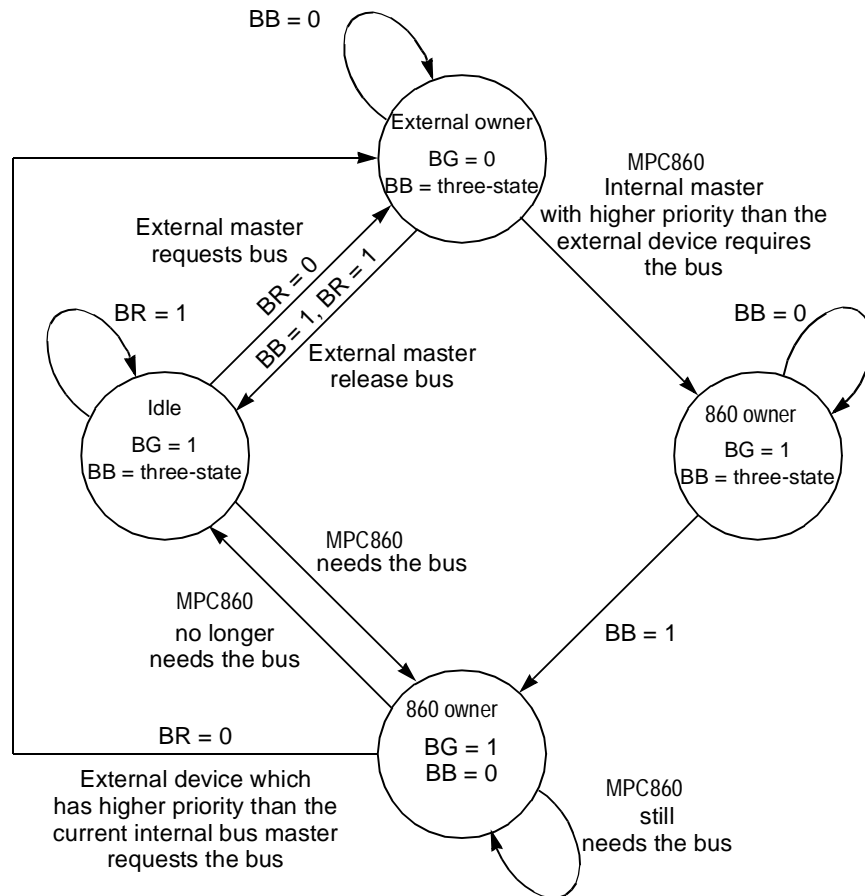 BB = 0
External owner
BG = 0
BB = three-state
MPC860
Internal master
with higher priority than the
external device requires
the bus
External master
requests bus
BR = 0
BB = 1, BR = 1
External master
release bus
BR = 1
Idle
BG = 1
BB = three-state
BB = 0
860 owner
BG = 1
BB = three-state
MPC860
needs the bus
MPC860
no longer
needs the bus
BB = 1
860 owner
BG = 1
BB = 0
BR = 0
External device which
has higher priority than the
current internal bus master
requests the bus
MPC860
still
needs the bus